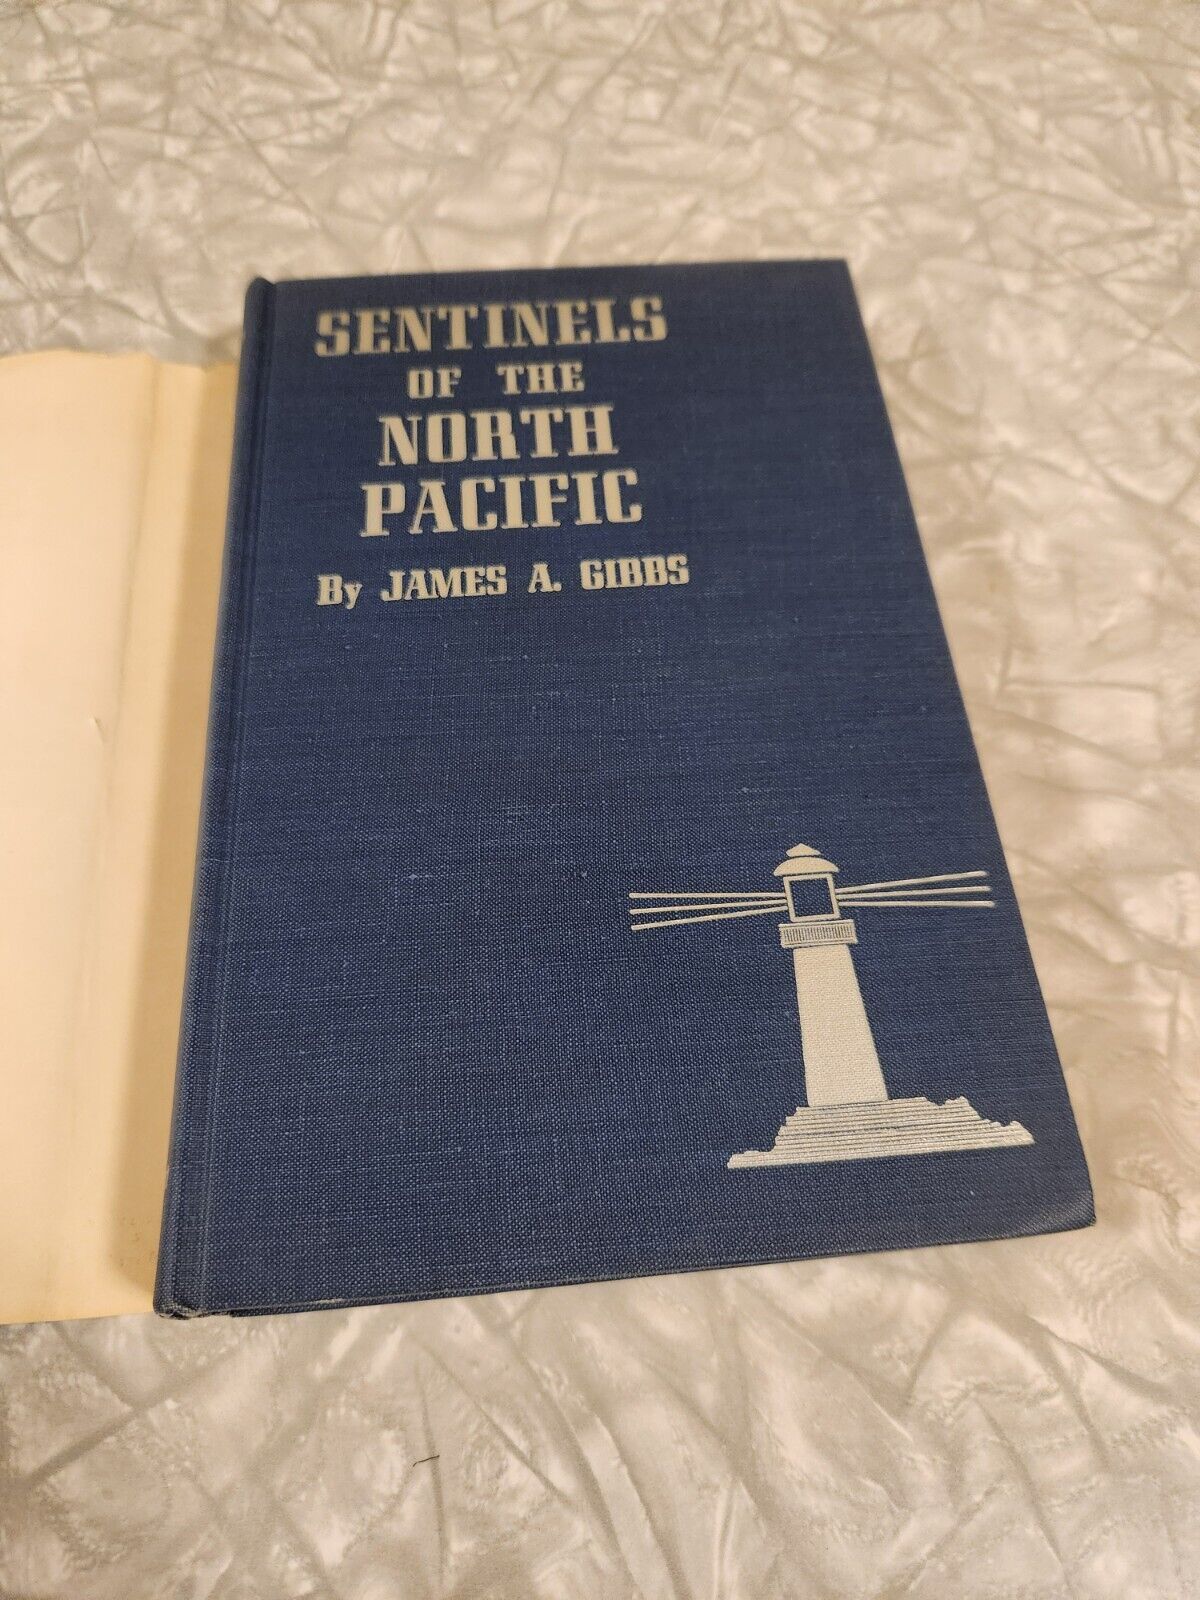 SENTINELS
OF THE
NORTH
PACIFIC
By JAMES A. GIBBS